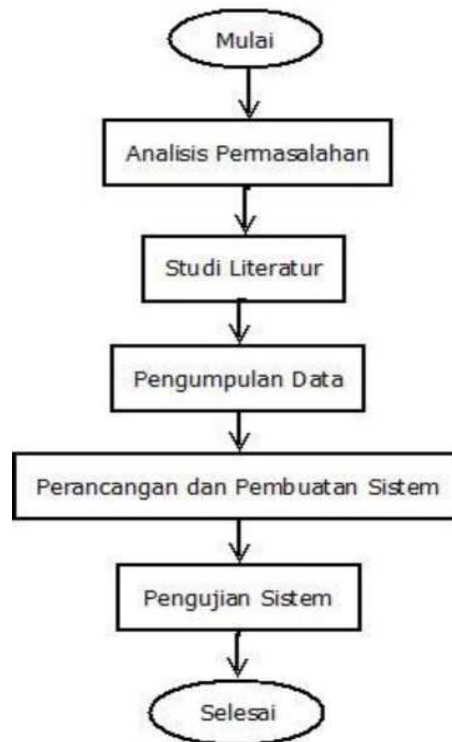 Mulai
Analisis Permasalahan
Studi Literatur
Pengumpulan Data
Perancangan dan Pembuatan Sistem
Pengujian Sistem
Selesai